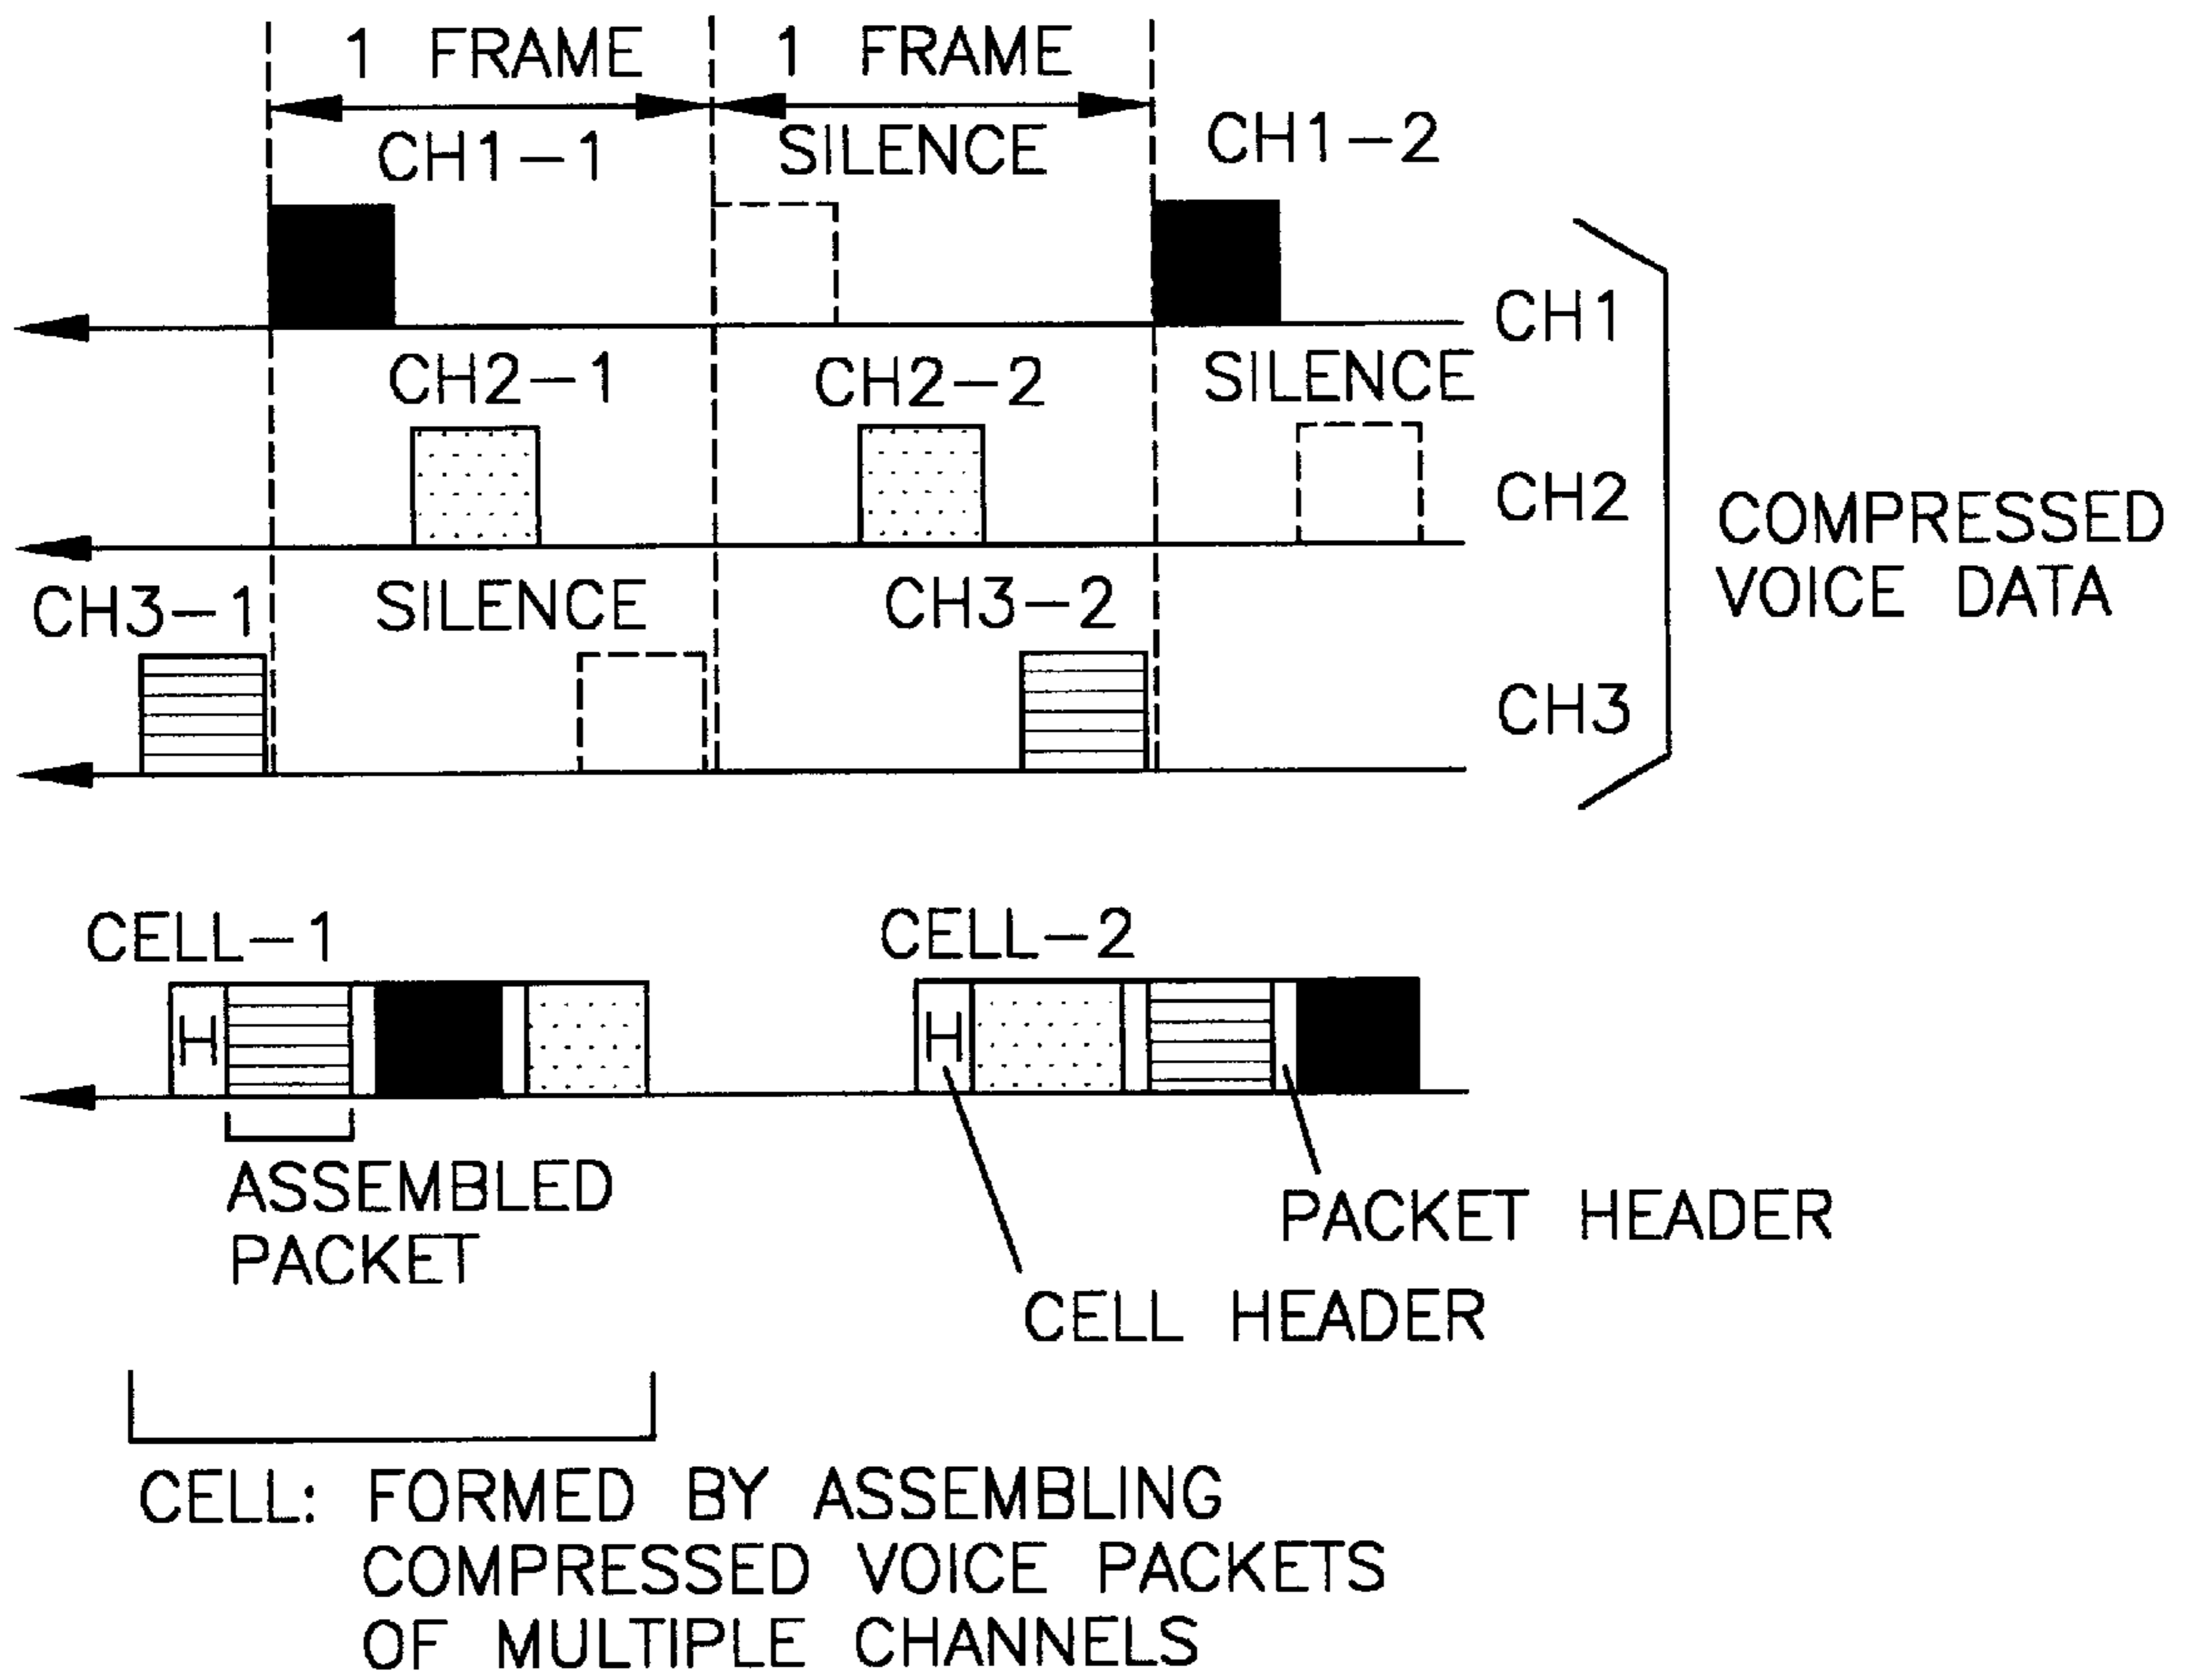 1 FRAME
1 FRAME
CH1-1
SILENCE
CH1-2
CH1
CH2-1
CH2-2
SILENCE
CH2
COMPRESSED
VOICE DATA
CH3-1
SILENCE
CH3-2
CH3
CELL-1
CELL-2
H
H
ASSEMBLED
PACKET
PACKET HEADER
CELL HEADER
CELL: FORMED BY ASSEMBLING
COMPRESSED VOICE PACKETS
OF MULTIPLE CHANNELS